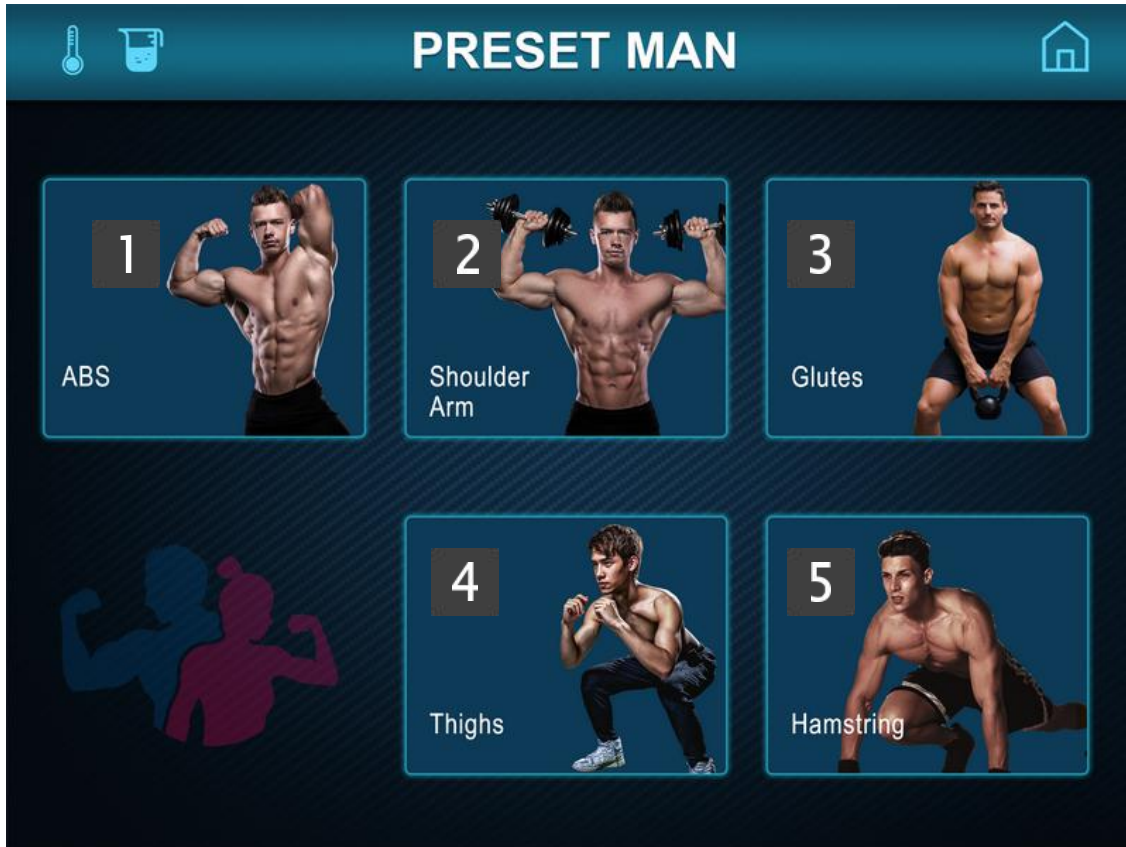 PRESET MAN
1
ABS
2
Shoulder
Arm
3
Glutes
4
Thighs
5
Hamstring